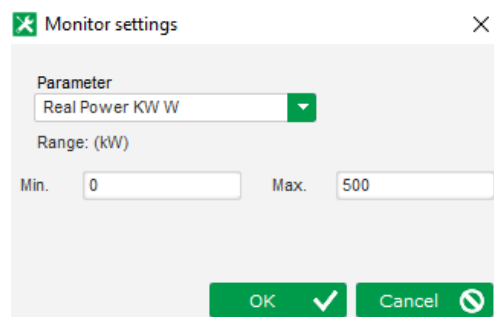 Monitor settings
Parameter
Real Power KW W
Range: (kW)
Min. 0 Max. 500
OK Cancel